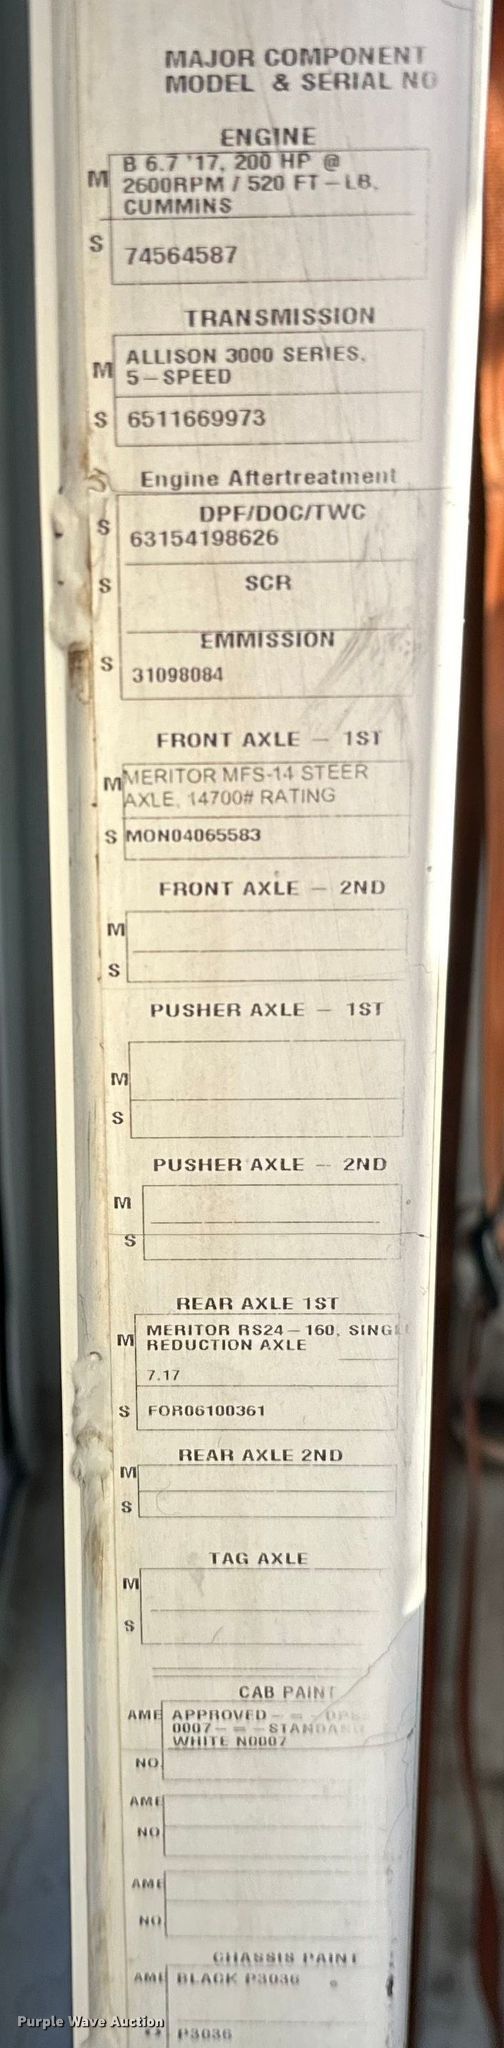 MAJOR COMPONENT
MODEL & SERIAL NO
ENGINE
M B 6.7 '17, 200 HP @
2600RPM / 520 FT – LB,
CUMMINS
S 74564587
TRANSMISSION
M ALLISON 3000 SERIES,
5 – SPEED
S 6511669973
Engine Aftertreatment
DPF/DOC/TWC
S 63154198626
S SCR
EMMISSION
S 31098084
FRONT AXLE – 1ST
M MERITOR MFS-14 STEER
AXLE, 14700# RATING
S MON04065583
FRONT AXLE – 2ND
M
S
PUSHER AXLE – 1ST
M
S
PUSHER AXLE – 2ND
M
S
REAR AXLE 1ST
M MERITOR RS24 – 160, SINGL
REDUCTION AXLE
7.17
S FOR06100361
REAR AXLE 2ND
M
S
TAG AXLE
M
S
CAB PAINT
AME APPROVED – = –
0007 – = – STANDARD
WHITE N0007
NO.
AME
NO
AME
NO
CHASSIS PAINT
AME BLACK P3036
P3036
Purple Wave Auction